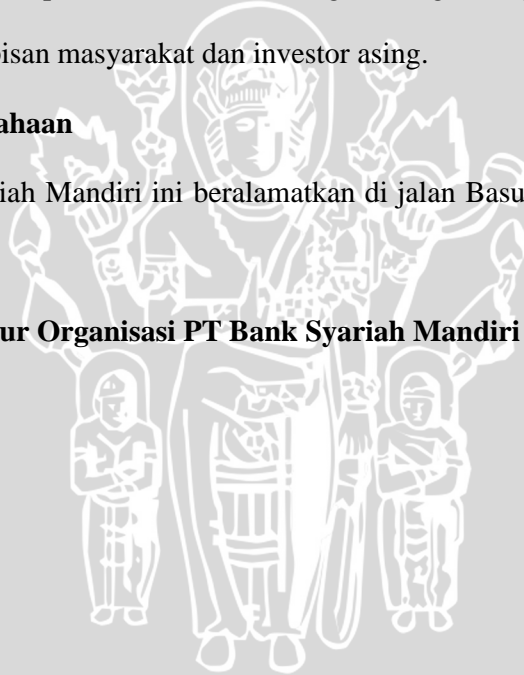 pisan masyarakat dan investor asing.
ahaan
iah Mandiri ini beralamatkan di jalan Basu
ur Organisasi PT Bank Syariah Mandiri